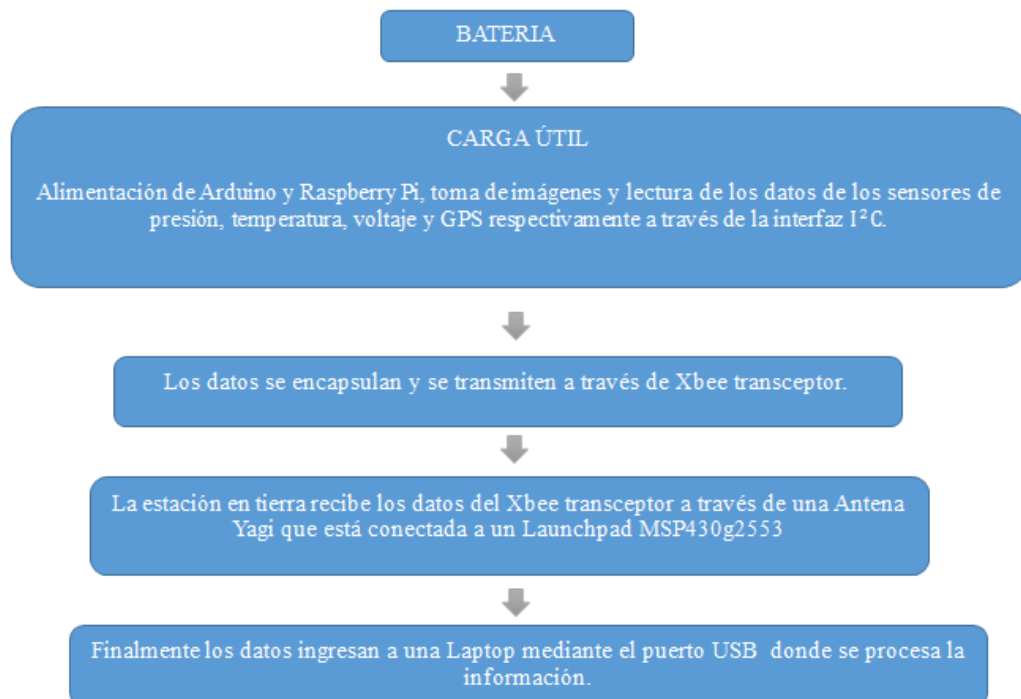 BATERIA
CARGA ÚTIL
Alimentación de Arduino y Raspberry Pi, toma de imágenes y lectura de los datos de los sensores de
presión, temperatura, voltaje y GPS respectivamente a través de la interfaz I²C.
Los datos se encapsulan y se transmiten a través de Xbee transceptor.
La estación en tierra recibe los datos del Xbee transceptor a través de una Antena
Yagi que está conectada a un Launchpad MSP430g2553
Finalmente los datos ingresan a una Laptop mediante el puerto USB donde se procesa la
información.